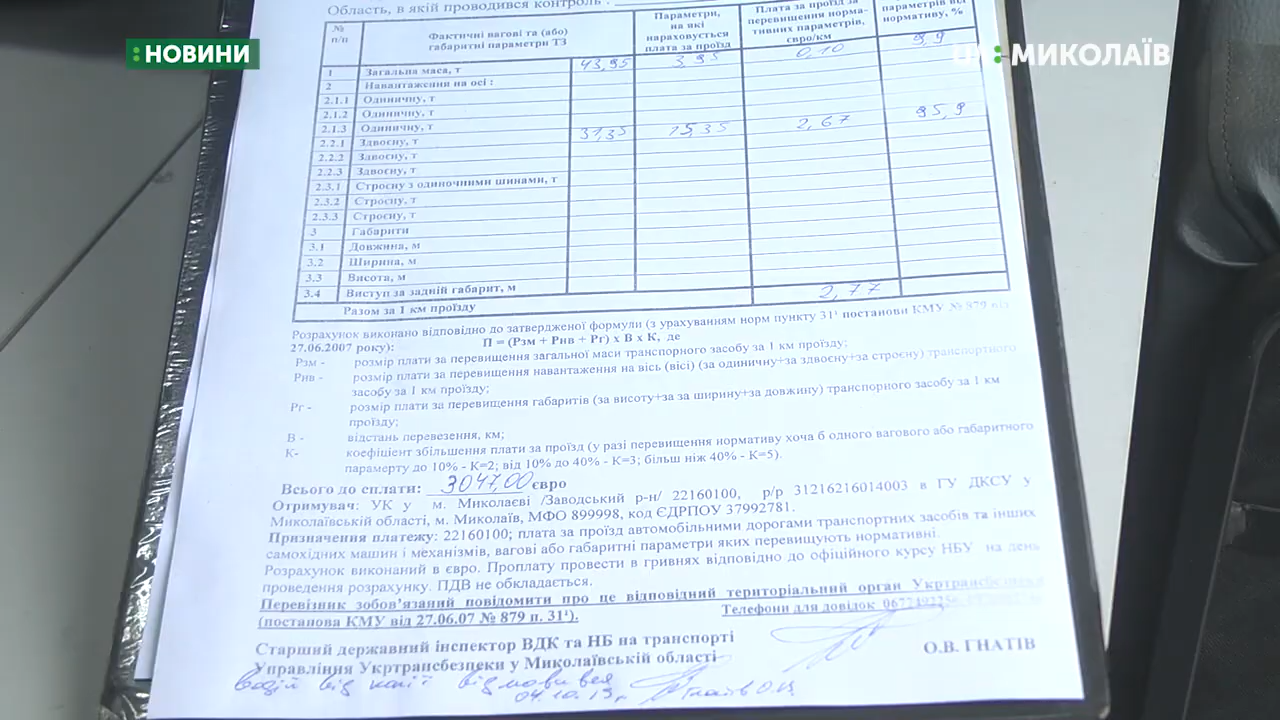 НОВИНИ
UA: МИКОЛАЇВ
Область, в якій проводився контроль :
№ п/п Фактичні вагові та (або) габаритні параметри ТЗ Параметри, на які нараховується плата за проїзд Плата за проїзд за перевищення нормативних параметрів, євро/км параметрів від нормативу, %
1 Загальна маса, т 43,95 3,95 0,10 9,9
2 Навантаження на осі :
2.1.1 Одиничну, т
2.1.2 Одиничну, т
2.1.3 Одиничну, т 31,35 15,35 2,67 95,9
2.2.1 Здвоєну, т
2.2.2 Здвоєну, т
2.2.3 Здвоєну, т
2.3.1 Строєну з одиночними шинами, т
2.3.2 Строєну, т
2.3.3 Строєну, т
3 Габарити
3.1 Довжина, м
3.2 Ширина, м
3.3 Висота, м
3.4 Виступ за задній габарит, м
Разом за 1 км проїзду 2,77
Розрахунок виконано відповідно до затвердженої формули (з урахуванням норм пункту 31¹ постанови КМУ № 879 від
27.06.2007 року): П = (Рзм + Рнв + Рг) х В х К, де
Рзм - розмір плати за перевищення загальної маси транспорного засобу за 1 км проїзду;
Рнв - розмір плати за перевищення навантаження на вісь (вісі) (за одиничну+за здвоєну+за строєну) транспортного
засобу за 1 км проїзду;
Рг - розмір плати за перевищення габаритів (за висоту+за за ширину+за довжину) транспорного засобу за 1 км
проїзду;
В - відстань перевезення, км;
К- коефіцієнт збільшення плати за проїзд (у разі перевищення нормативу хоча б одного вагового або габаритного
парамерту до 10% - К=2; від 10% до 40% - К=3; більш ніж 40% - К=5).
Всього до сплати: 3047,00 євро
Отримувач: УК у м. Миколаєві /Заводський р-н/ 22160100, р/р 31216216014003 в ГУ ДКСУ у
Миколаївській області, м. Миколаїв, МФО 899998, код ЄДРПОУ 37992781.
Призначення платежу: 22160100; плата за проїзд автомобільними дорогами транспортних засобів та інших
самохідних машин і механізмів, вагові або габаритні параметри яких перевищують нормативні.
Розрахунок виконаний в євро. Проплату провести в гривнях відповідно до офіційного курсу НБУ на день
проведення розрахунку. ПДВ не обкладається.
Перевізник зобов'язаний повідомити про це відповідний територіальний орган Укртрансбезпеки
(постанова КМУ від 27.06.07 № 879 п. 31¹). Телефони для довідок
Старший державний інспектор ВДК та НБ на транспорті
Управління Укртрансбезпеки у Миколаївській області О.В. ГНАТІВ
Водій від копії відмовився
04.10.19 р. Гнатів О.В.